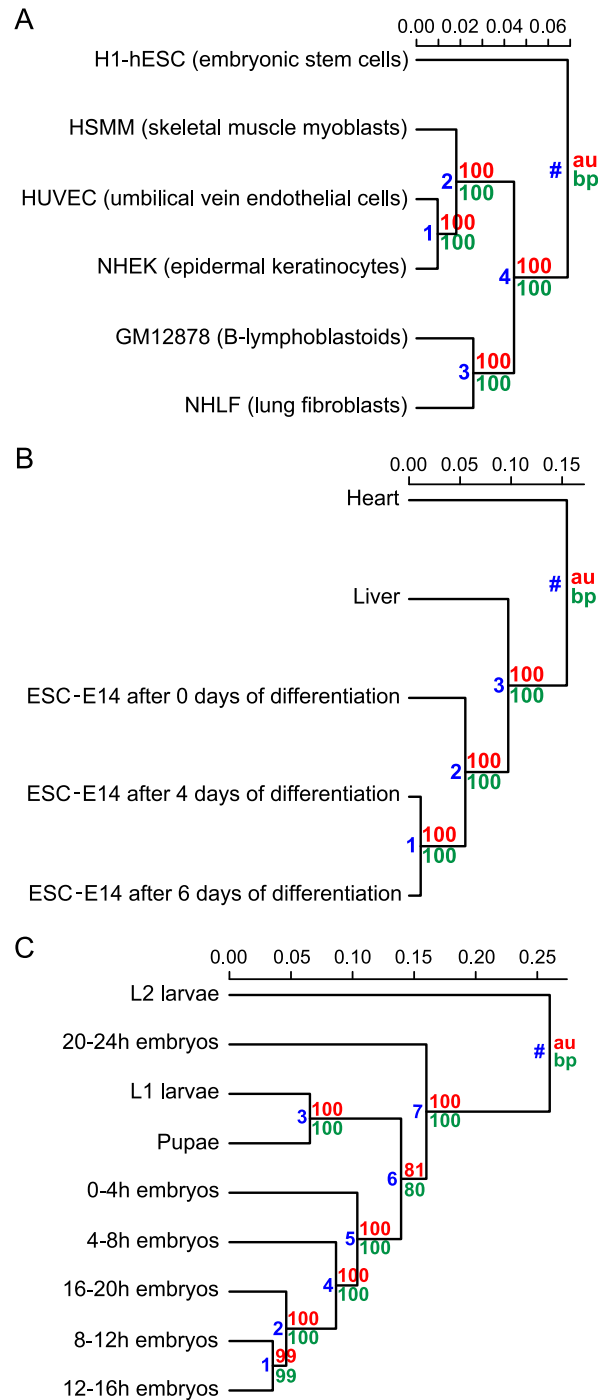 A
0.00 0.02 0.04 0.06
H1-hESC (embryonic stem cells)
HSMM (skeletal muscle myoblasts)
# au
bp
2 100
100
HUVEC (umbilical vein endothelial cells)
1 100
100
NHEK (epidermal keratinocytes)
4 100
100
GM12878 (B-lymphoblastoids)
3 100
100
NHLF (lung fibroblasts)
B
0.00 0.05 0.10 0.15
Heart
# au
bp
Liver
3 100
100
ESC-E14 after 0 days of differentiation
2 100
100
ESC-E14 after 4 days of differentiation
1 100
100
ESC-E14 after 6 days of differentiation
C
0.00 0.05 0.10 0.15 0.20 0.25
L2 larvae
20-24h embryos
# au
bp
L1 larvae
3 100
100
7 100
100
Pupae
6 81
80
0-4h embryos
5 100
100
4-8h embryos
4 100
100
16-20h embryos
2 100
100
8-12h embryos
1 99
99
12-16h embryos